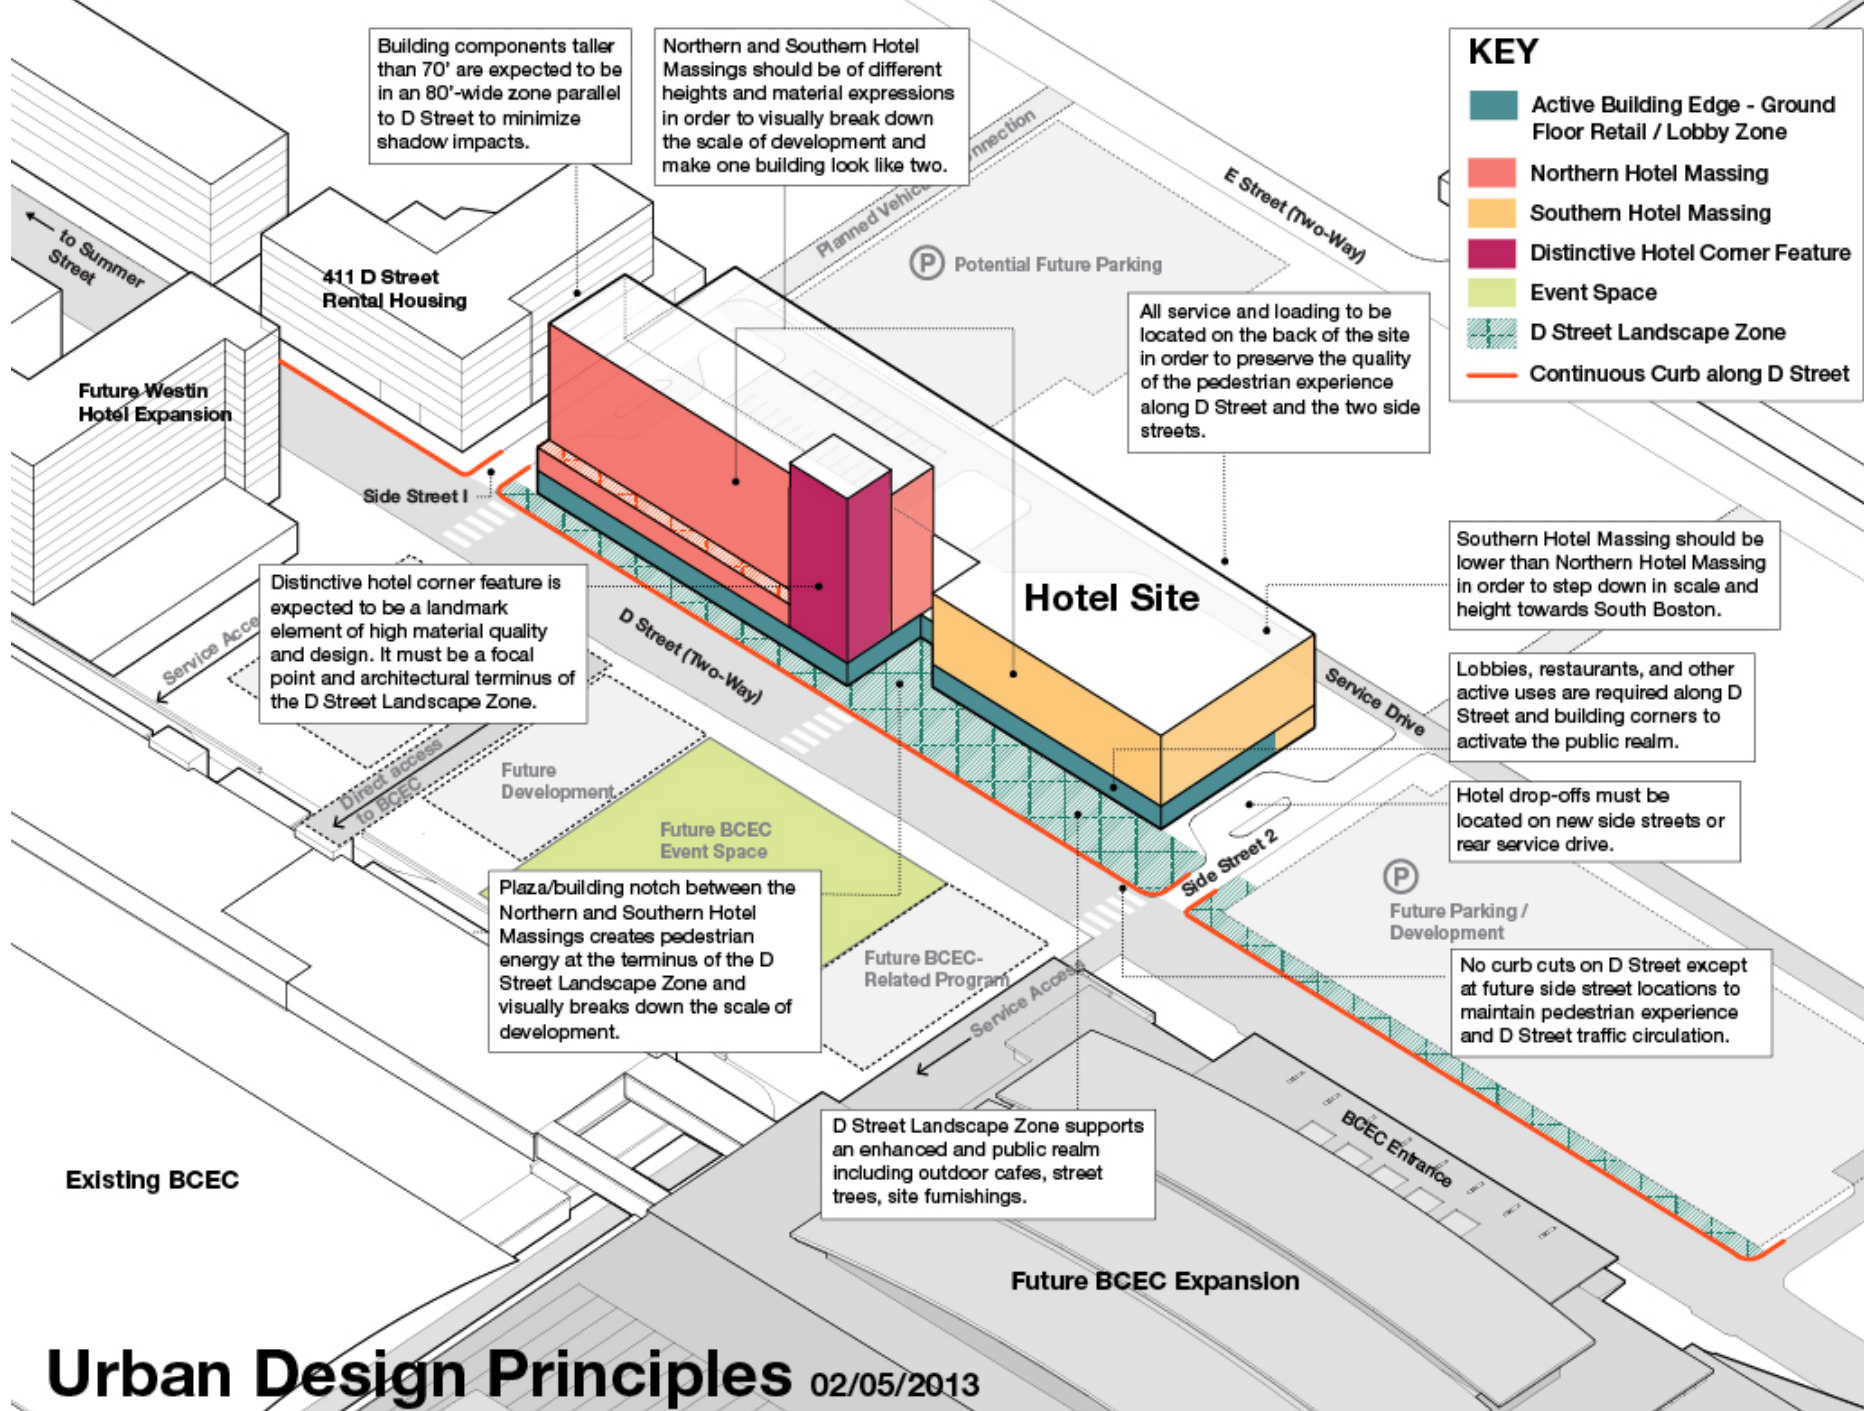 Building components taller
than 70' are expected to be
in an 80'-wide zone parallel
to D Street to minimize
shadow impacts.
Northern and Southern Hotel
Massings should be of different
heights and material expressions
in order to visually break down
the scale of development and
make one building look like two.
KEY
Active Building Edge - Ground
Floor Retail / Lobby Zone
Northern Hotel Massing
Southern Hotel Massing
Distinctive Hotel Corner Feature
Event Space
D Street Landscape Zone
Continuous Curb along D Street
Planned
E Street (Two-Way)
to Summer
Street
411 D Street
Rental Housing
P Potential Future Parking
All service and loading to be
located on the back of the site
in order to preserve the quality
of the pedestrian experience
along D Street and the two side
streets.
Future Westin
Hotel Expansion
Side Street I
Southern Hotel Massing should be
lower than Northern Hotel Massing
in order to step down in scale and
height towards South Boston.
Hotel Site
Distinctive hotel corner feature is
expected to be a landmark
element of high material quality
and design. It must be a focal
point and architectural terminus of
the D Street Landscape Zone.
Service
D Street (Two-Way)
Service Drive
Lobbies, restaurants, and other
active uses are required along D
Street and building corners to
activate the public realm.
Direct access
to BCEC
Future
Development
Hotel drop-offs must be
located on new side streets or
rear service drive.
Future BCEC
Event Space
Side Street 2
Plaza/building notch between the
Northern and Southern Hotel
Massings creates pedestrian
energy at the terminus of the D
Street Landscape Zone and
visually breaks down the scale of
development.
P
Future Parking /
Development
Future BCEC-
Related Program
Service Access
No curb cuts on D Street except
at future side street locations to
maintain pedestrian experience
and D Street traffic circulation.
D Street Landscape Zone supports
an enhanced and public realm
including outdoor cafes, street
trees, site furnishings.
BCEC Entrance
Existing BCEC
Future BCEC Expansion
Urban Design Principles 02/05/2013